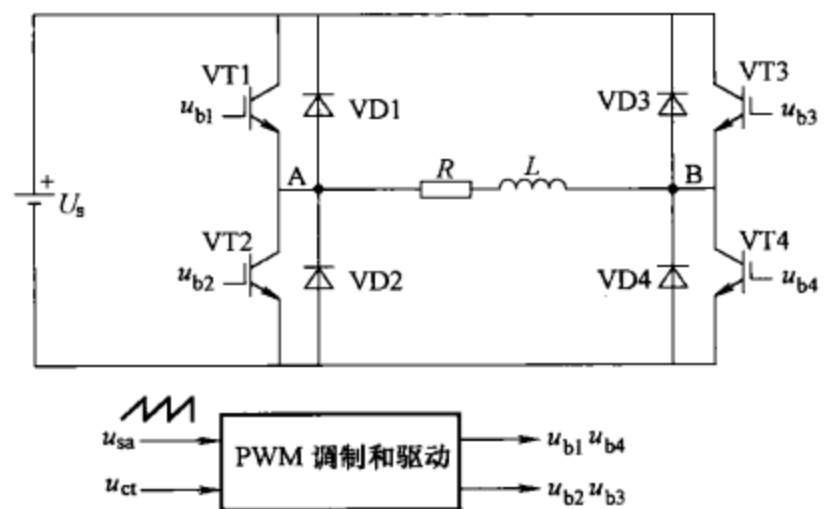 VT1
VD1
VD3
VT3
u_b1
u_b3
A
R
L
B
+
U_s
VT2
VD2
VD4
VT4
u_b2
u_b4
u_sa
PWM 调制和驱动
u_b1 u_b4
u_ct
u_b2 u_b3